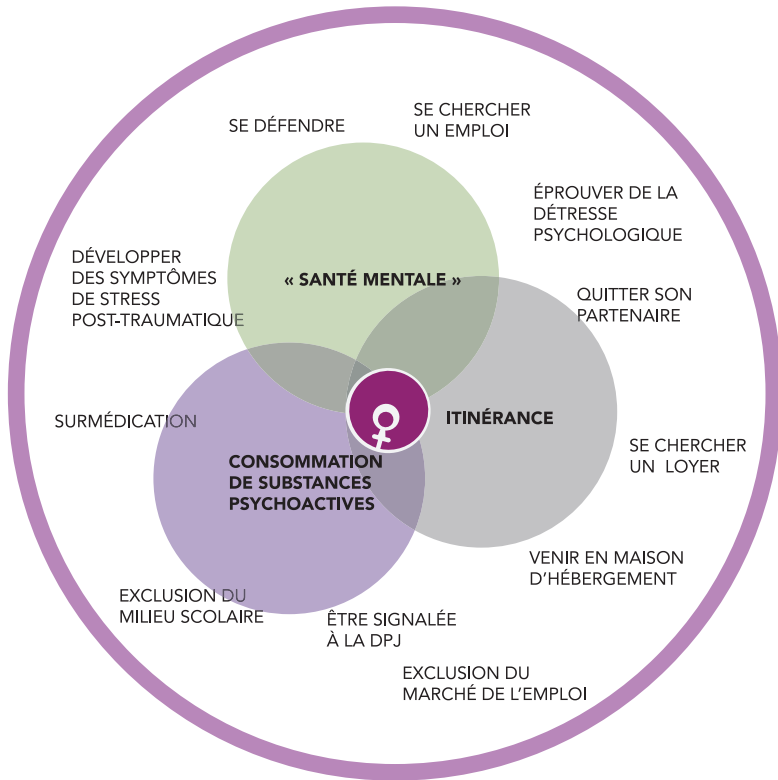 SE CHERCHER
UN EMPLOI
SE DÉFENDRE
ÉPROUVER DE LA
DÉTRESSE
PSYCHOLOGIQUE
DÉVELOPPER
DES SYMPTÔMES
DE STRESS
POST-TRAUMATIQUE
« SANTÉ MENTALE »
QUITTER SON
PARTENAIRE
SURMÉDICATION
ITINÉRANCE
CONSOMMATION
DE SUBSTANCES
PSYCHOACTIVES
SE CHERCHER
UN LOYER
VENIR EN MAISON
D’HÉBERGEMENT
EXCLUSION DU
MILIEU SCOLAIRE
ÊTRE SIGNALÉE
À LA DPJ
EXCLUSION DU
MARCHÉ DE L’EMPLOI